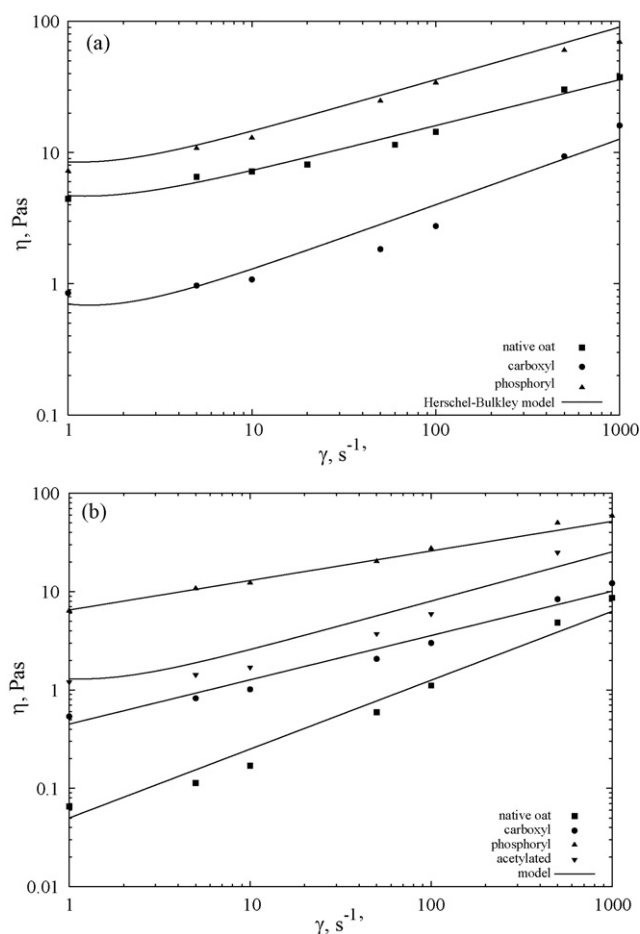 (a)
100
10
1
0.1
η, Pas
native oat
carboxyl
phosphoryl
Herschel-Bulkley model
1 10 100 1000
γ, s-1,
(b)
100
10
1
0.1
0.01
η, Pas
native oat
carboxyl
phosphoryl
acetylated
model
1 10 100 1000
γ, s-1,